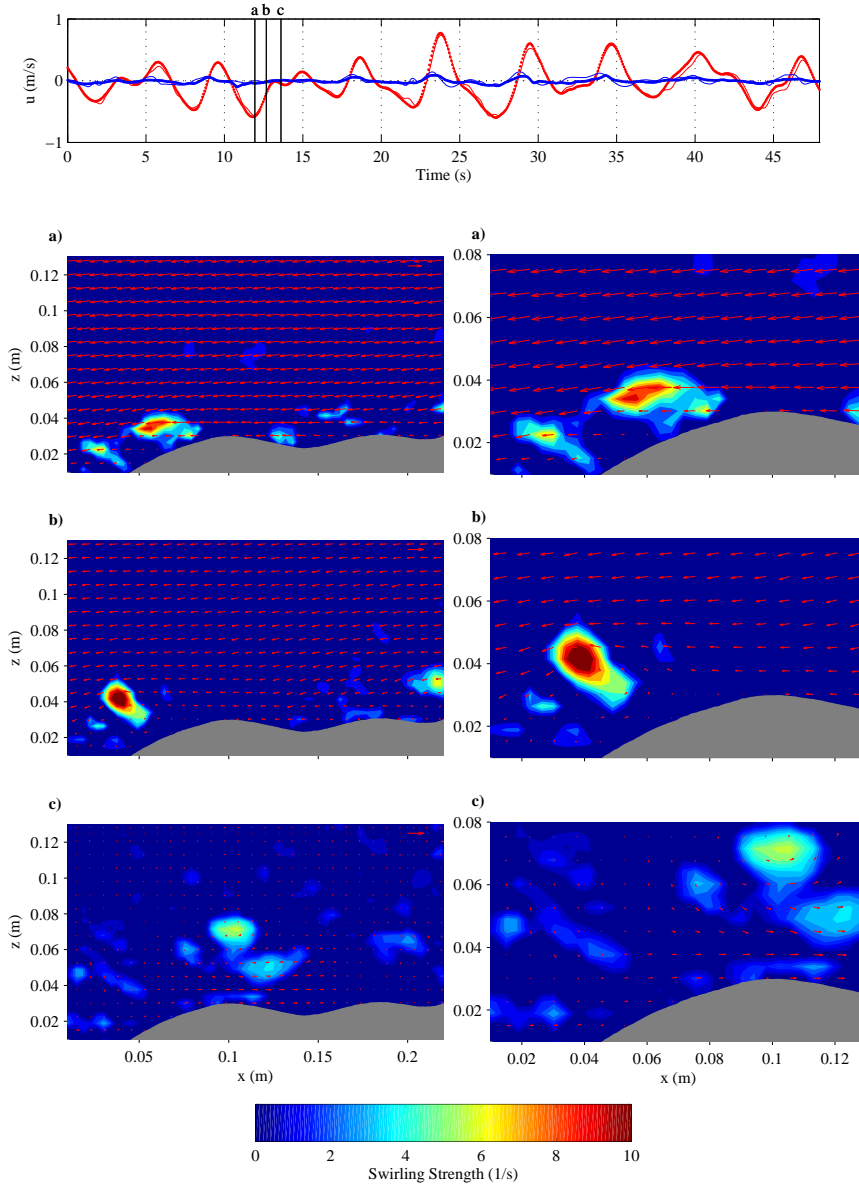 a b c
1
0
−1
u (m/s)
0 5 10 15 20 25 30 35 40 45
Time (s)
a) a)
0.12
0.1
0.08
0.06
0.04
0.02
z (m)
0.08
0.06
0.04
0.02
b) b)
0.12
0.1
0.08
0.06
0.04
0.02
z (m)
0.08
0.06
0.04
0.02
c) c)
0.12
0.1
0.08
0.06
0.04
0.02
z (m)
0.05 0.1 0.15 0.2
x (m)
0.08
0.06
0.04
0.02
0.02 0.04 0.06 0.08 0.1 0.12
x (m)
0 2 4 6 8 10
Swirling Strength (1/s)